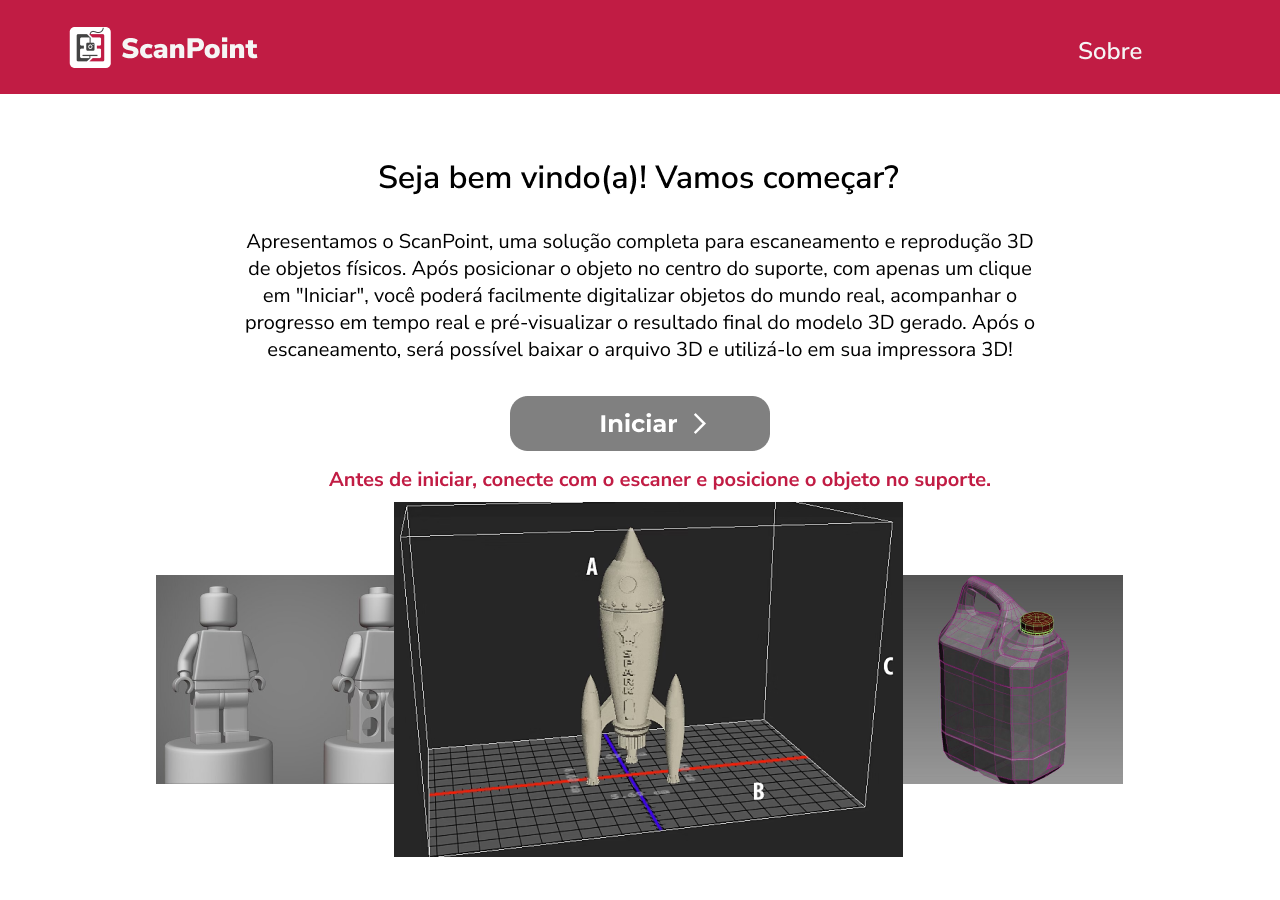 ScanPoint
Sobre
Seja bem vindo(a)! Vamos começar?
Apresentamos o ScanPoint, uma solução completa para escaneamento e reprodução 3D
de objetos físicos. Após posicionar o objeto no centro do suporte, com apenas um clique
em "Iniciar", você poderá facilmente digitalizar objetos do mundo real, acompanhar o
progresso em tempo real e pré-visualizar o resultado final do modelo 3D gerado. Após o
escaneamento, será possível baixar o arquivo 3D e utilizá-lo em sua impressora 3D!
Iniciar
Antes de iniciar, conecte com o escaner e posicione o objeto no suporte.
A
SPARK
C
B